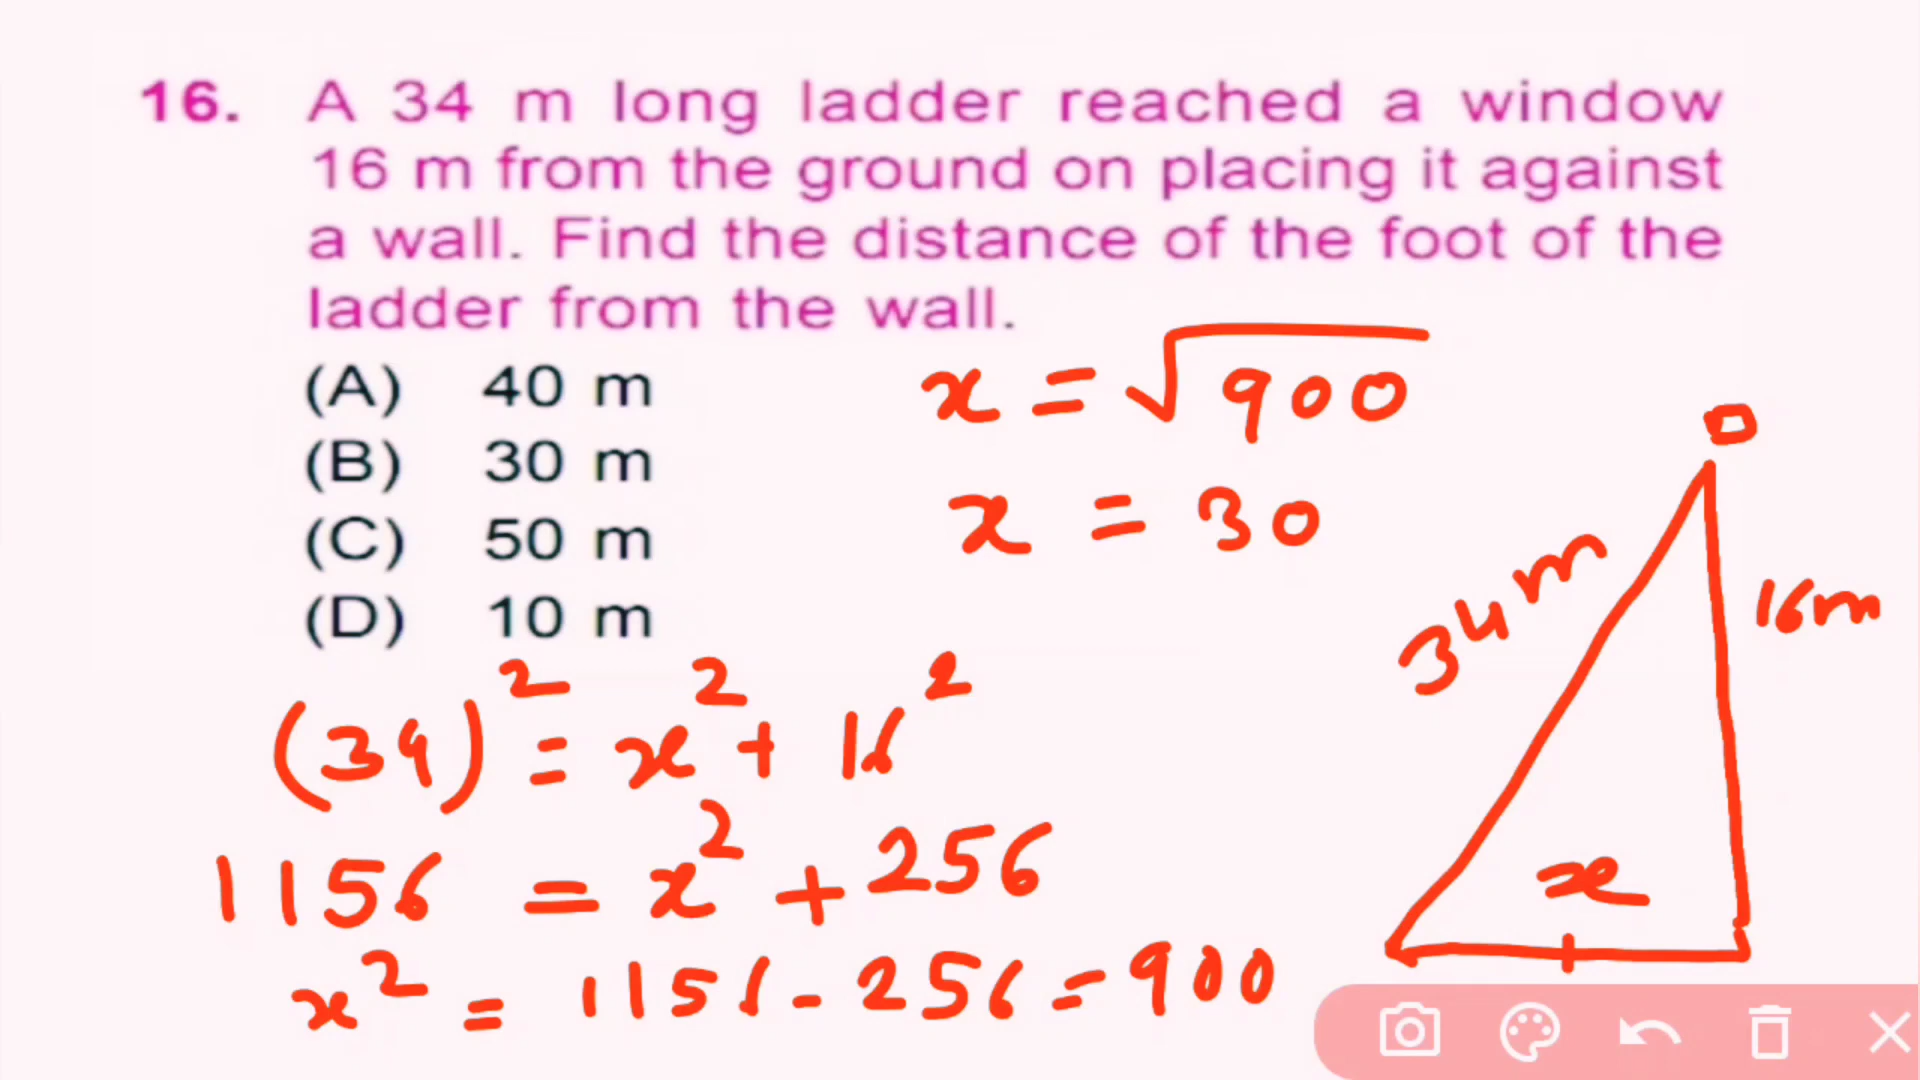 16. A 34 m long ladder reached a window
16 m from the ground on placing it against
a wall. Find the distance of the foot of the
ladder from the wall.
(A) 40 m
(B) 30 m
(C) 50 m
(D) 10 m
x = √900
x = 30
34m
16m
x
(34)² = x² + 16²
1156 = x² + 256
x² = 1156 - 256 = 900